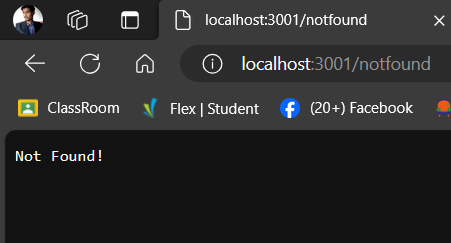 localhost:3001/notfound
localhost:3001/notfound
ClassRoom
Flex | Student
(20+) Facebook
Not Found!